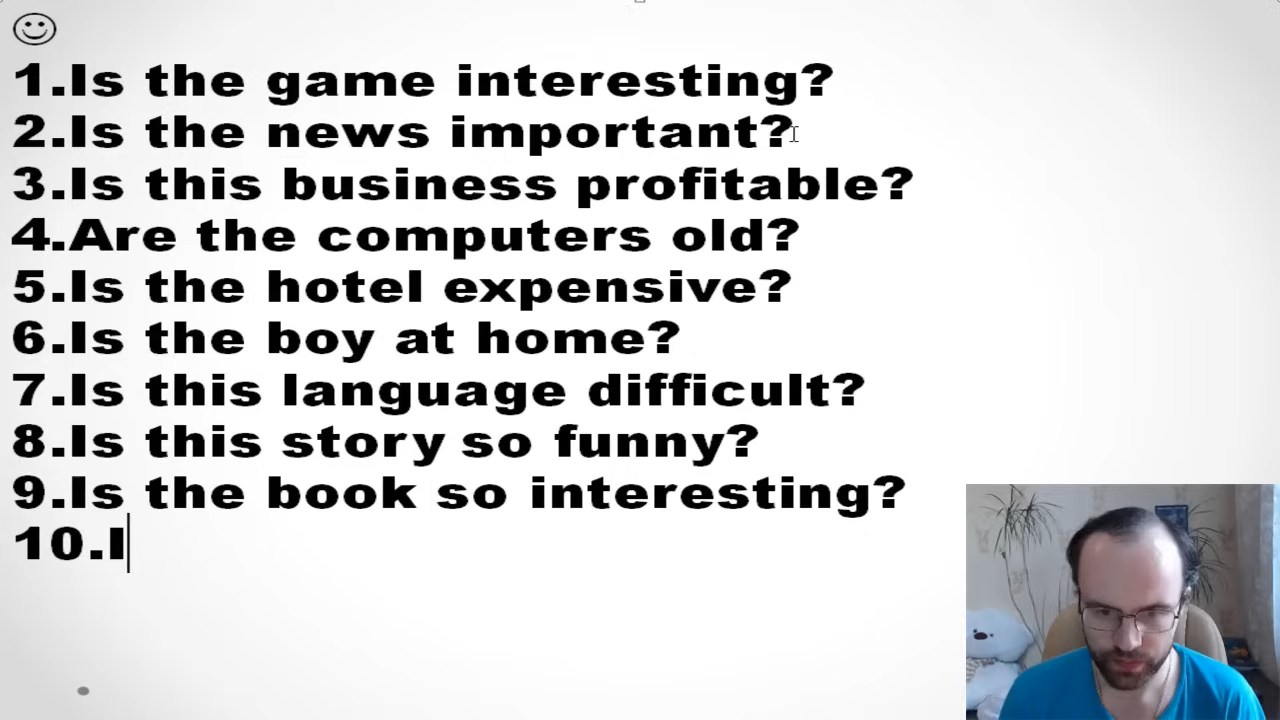 1.Is the game interesting?
2.Is the news important?
3.Is this business profitable?
4.Are the computers old?
5.Is the hotel expensive?
6.Is the boy at home?
7.Is this language difficult?
8.Is this story so funny?
9.Is the book so interesting?
10.I